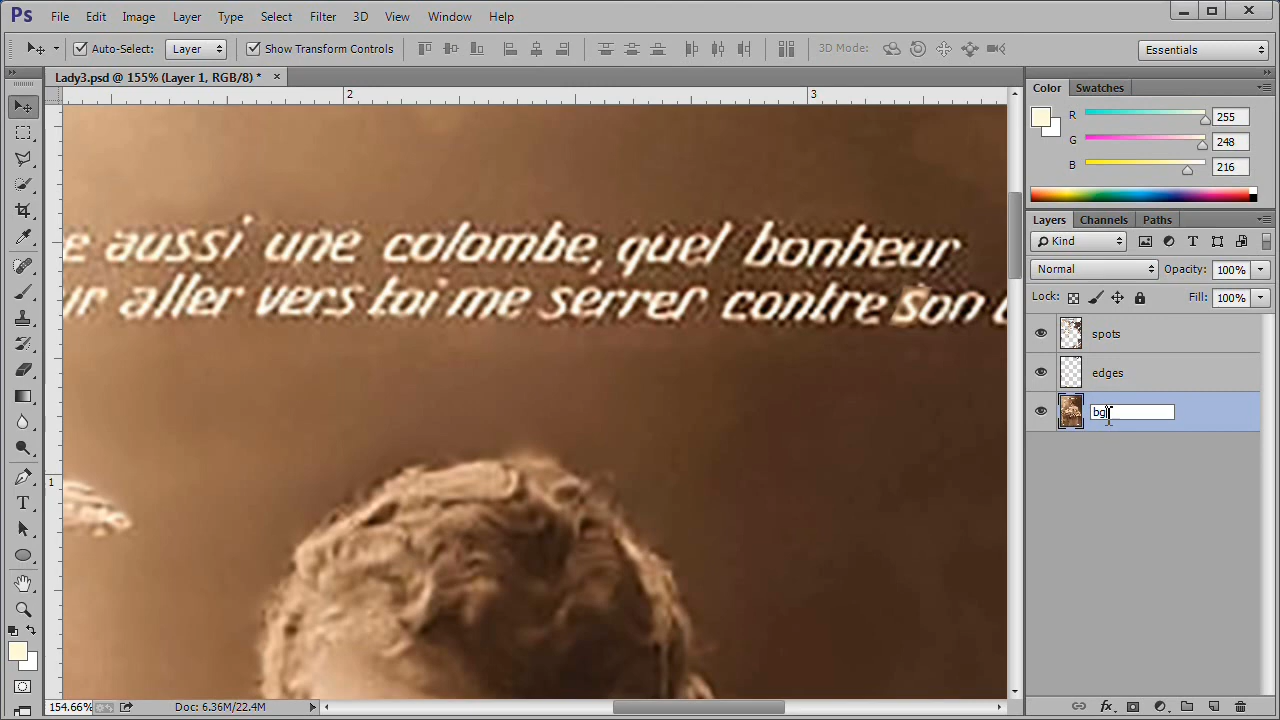 Ps File Edit Image Layer Type Select Filter 3D View Window Help
Auto-Select: Layer Show Transform Controls 3D Mode: Essentials
Lady3.psd @ 155% (Layer 1, RGB/8) * ×
2 3
1
e aussi une colombe, quel bonheur
ur aller vers toi me serrer contre son
Color Swatches
R 255
G 248
B 216
Layers Channels Paths
Kind
Normal Opacity: 100%
Lock: Fill: 100%
spots
edges
bg
154.66% Doc: 6.36M/22.4M